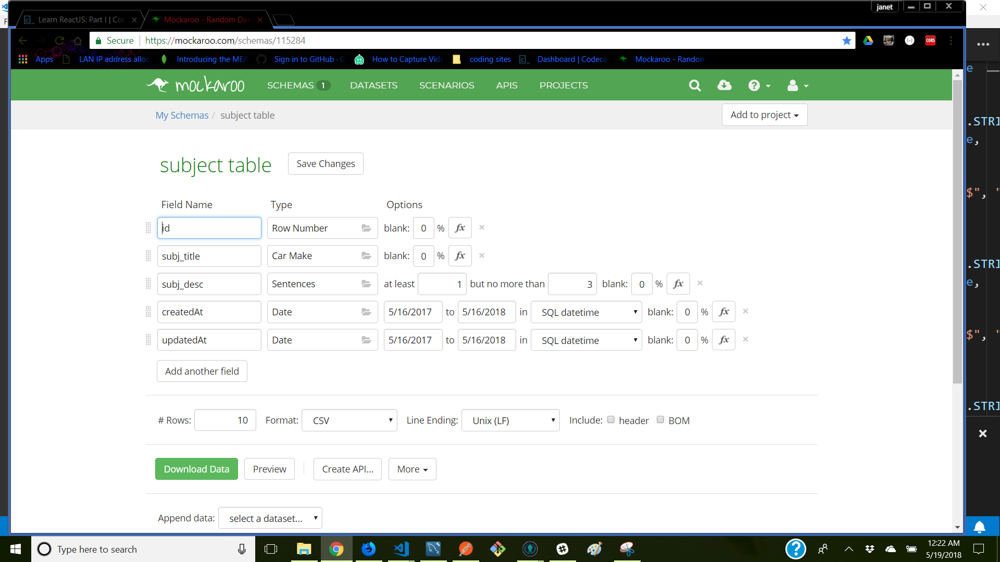 janet
Learn ReactJS: Part I | Co
Mockaroo - Random Dat
F
Secure https://mockaroo.com/schemas/115284
CORS
Apps LAN IP address alloc Introducing the MEA Sign in to GitHub · G How to Capture Vide coding sites Dashboard | Codeca Mockaroo - Random
e
mockaroo SCHEMAS 1 DATASETS SCENARIOS APIS PROJECTS
My Schemas / subject table
Add to project
.STRI
e,
subject table Save Changes
$", "
Field Name Type Options
id Row Number blank: 0 % fx ×
subj_title Car Make blank: 0 % fx ×
.STRI
subj_desc Sentences at least 1 but no more than 3 blank: 0 % fx ×
e,
createdAt Date 5/16/2017 to 5/16/2018 in SQL datetime blank: 0 % fx ×
updatedAt Date 5/16/2017 to 5/16/2018 in SQL datetime blank: 0 % fx ×
$", "
Add another field
.STRI
# Rows: 10 Format: CSV Line Ending: Unix (LF) Include: header BOM
Download Data Preview Create API... More
Append data: select a dataset...
Type here to search
12:22 AM
5/19/2018